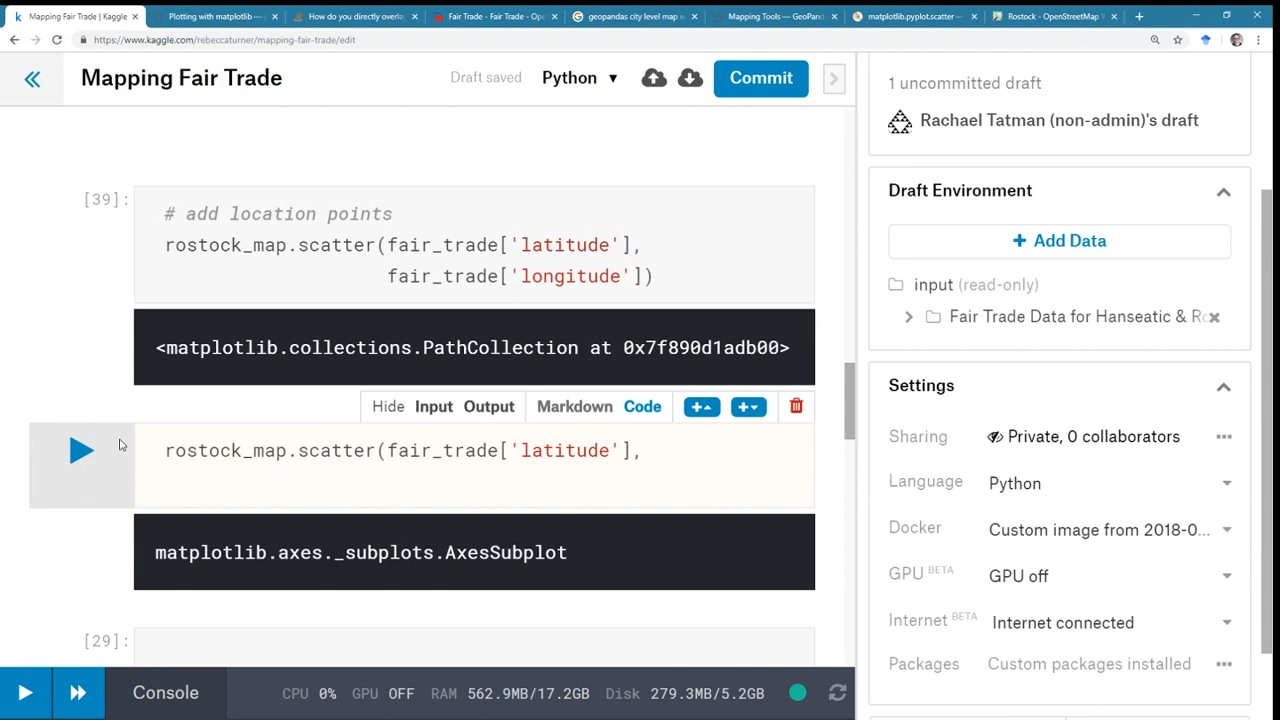 Mapping Fair Trade | Kaggle
Plotting with matplotlib —
How do you directly overlay
Fair Trade - Fair Trade - Ope
geopandas city level map w
Mapping Tools — GeoPand
matplotlib.pyplot.scatter —
Rostock - OpenStreetMap W
https://www.kaggle.com/rebeccaturner/mapping-fair-trade/edit
Mapping Fair Trade
Draft saved
Python
Commit
[39]:
# add location points
rostock_map.scatter(fair_trade['latitude'],
fair_trade['longitude'])
<matplotlib.collections.PathCollection at 0x7f890d1adb00>
Hide Input Output Markdown Code
rostock_map.scatter(fair_trade['latitude'],
matplotlib.axes._subplots.AxesSubplot
[29]:
Console
CPU 0% GPU OFF RAM 562.9MB/17.2GB Disk 279.3MB/5.2GB
1 uncommitted draft
Rachael Tatman (non-admin)'s draft
Draft Environment
+ Add Data
input (read-only)
Fair Trade Data for Hanseatic & Ro
Settings
Sharing Private, 0 collaborators
Language Python
Docker Custom image from 2018-0...
GPU BETA GPU off
Internet BETA Internet connected
Packages Custom packages installed